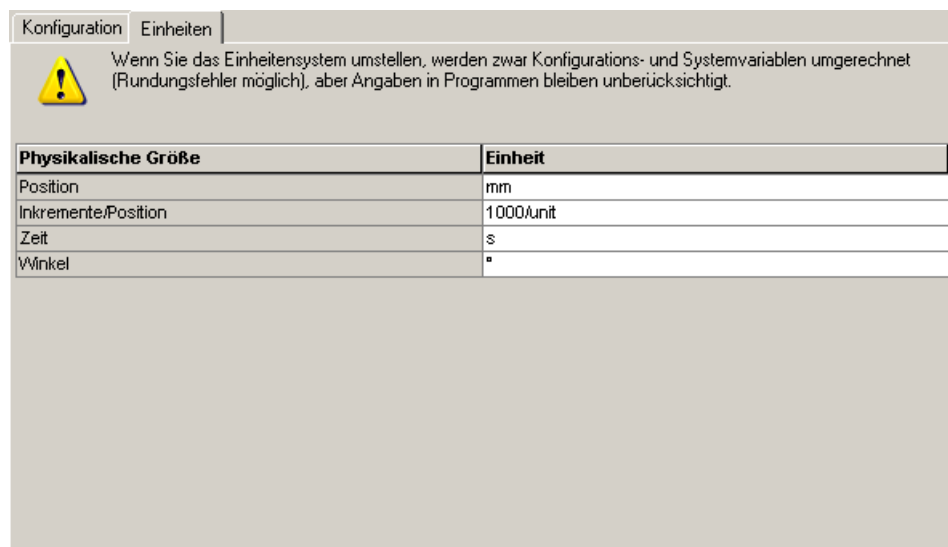 Konfiguration Einheiten
Wenn Sie das Einheitensystem umstellen, werden zwar Konfigurations- und Systemvariablen umgerechnet
(Rundungsfehler möglich), aber Angaben in Programmen bleiben unberücksichtigt.
Physikalische Größe Einheit
Position mm
Inkremente/Position 1000/unit
Zeit s
Winkel °